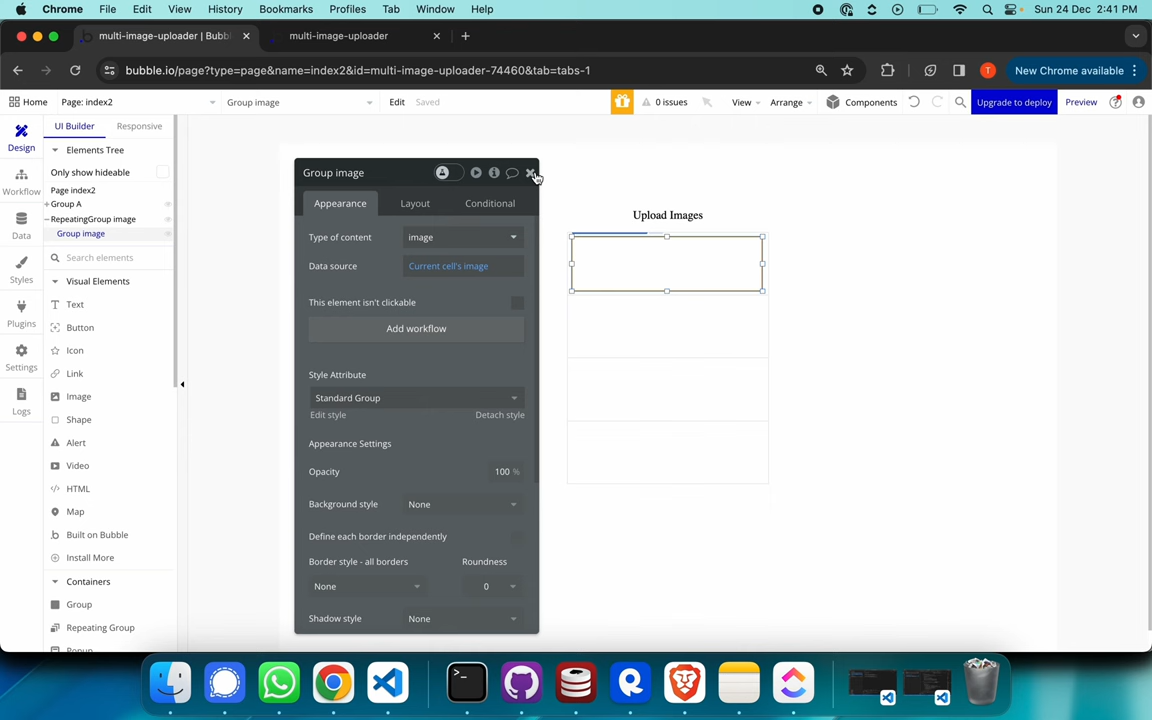 Chrome File Edit View History Bookmarks Profiles Tab Window Help Sun 24 Dec 2:41 PM
multi-image-uploader | Bubbl multi-image-uploader
bubble.io/page?type=page&name=index2&id=multi-image-uploader-74460&tab=tabs-1 T New Chrome available
Home Page: index2 Group image Edit Saved 0 issues View Arrange Components Upgrade to deploy Preview
Design
Workflow
Data
Styles
Plugins
Settings
Logs
UI Builder Responsive
Elements Tree
Only show hideable
Page index2
+Group A
−RepeatingGroup image
Group image
Search elements
Visual Elements
Text
Button
Icon
Link
Image
Shape
Alert
Video
HTML
Map
Built on Bubble
Install More
Containers
Group
Repeating Group
Popup
Group image
Appearance Layout Conditional
Type of content image
Data source Current cell's image
This element isn't clickable
Add workflow
Style Attribute
Standard Group
Edit style Detach style
Appearance Settings
Opacity 100 %
Background style None
Define each border independently
Border style - all borders Roundness
None 0
Shadow style None
Upload Images